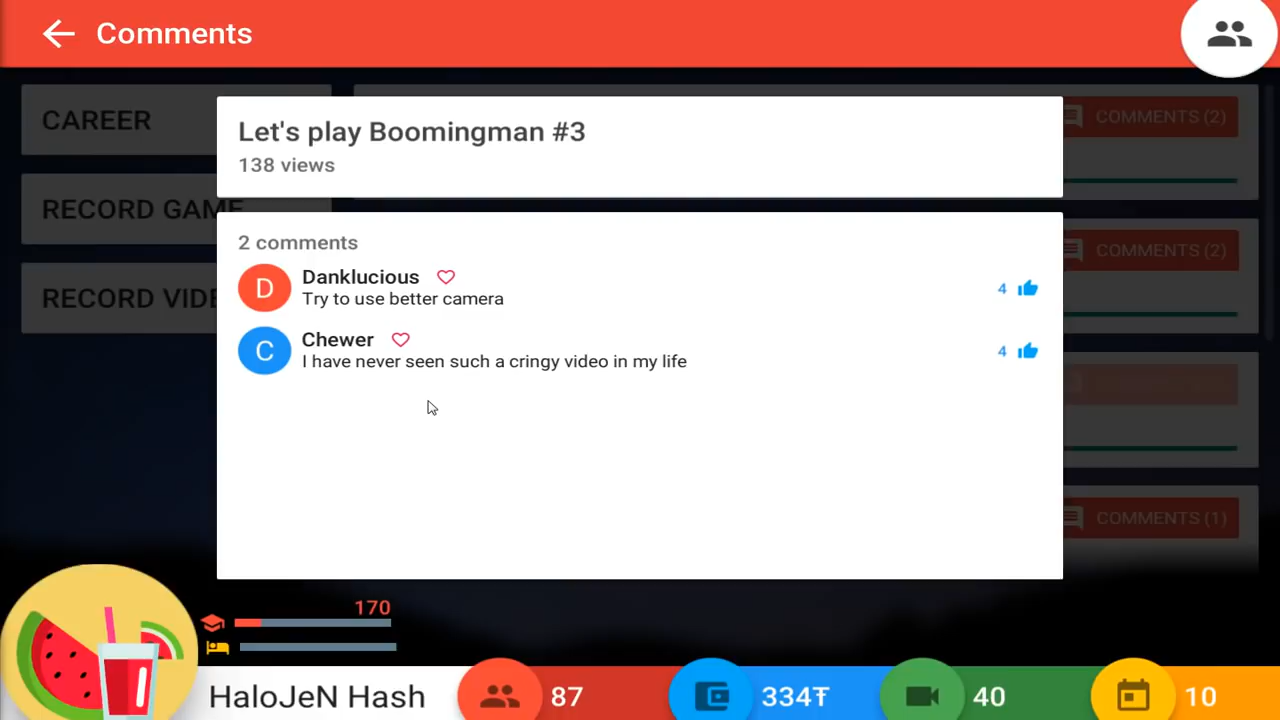 Comments
CAREER
RECORD GAME
RECORD VIDE
Let's play Boomingman #3
138 views
2 comments
D
Danklucious
Try to use better camera
4
C
Chewer
I have never seen such a cringy video in my life
4
COMMENTS (2)
COMMENTS (2)
COMMENTS (1)
170
HaloJeN Hash
87
334Ŧ
40
10